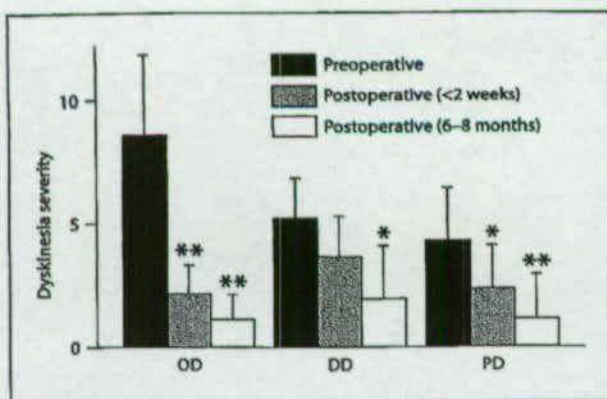 Preoperative
Postoperative (<2 weeks)
Postoperative (6–8 months)
Dyskinesia severity
10
5
0
** ** * * **
OD DD PD